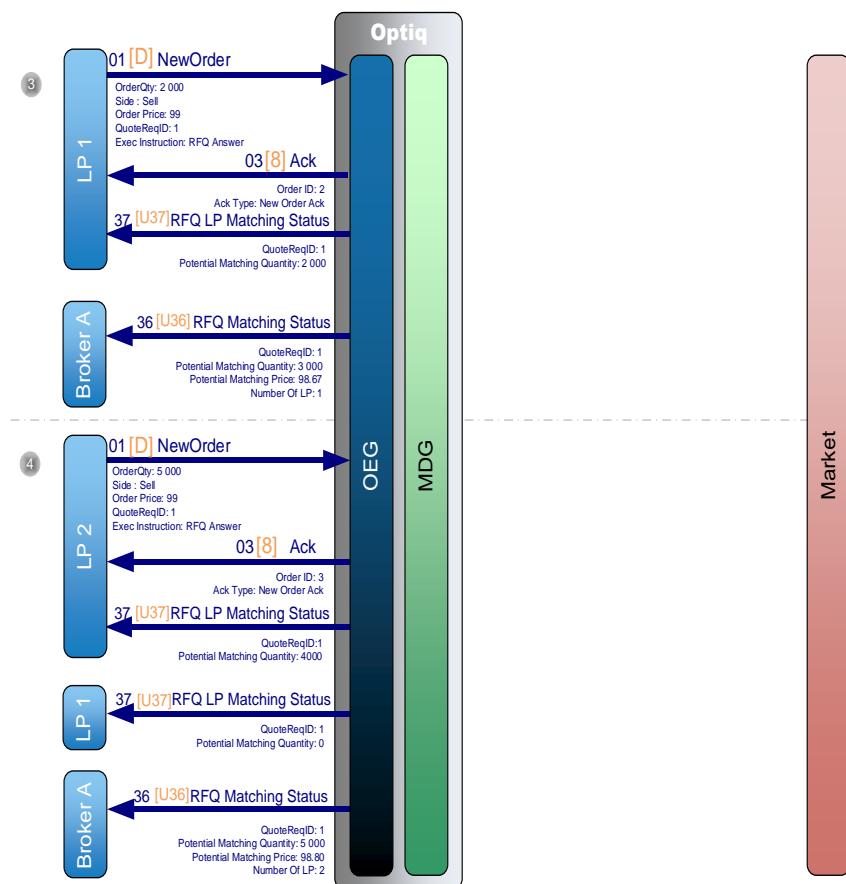 Optiq
3
LP 1
01 [D] NewOrder
OrderQty: 2 000
Side : Sell
Order Price: 99
QuoteReqID: 1
Exec Instruction: RFQ Answer
03 [8] Ack
Order ID: 2
Ack Type: New Order Ack
37 [U37] RFQ LP Matching Status
QuoteReqID: 1
Potential Matching Quantity: 2 000
Broker A
36 [U36] RFQ Matching Status
QuoteReqID: 1
Potential Matching Quantity: 3 000
Potential Matching Price: 98.67
Number Of LP: 1
OEG
MDG
Market
4
LP 2
01 [D] NewOrder
OrderQty: 5 000
Side : Sell
Order Price: 99
QuoteReqID: 1
Exec Instruction: RFQ Answer
03 [8] Ack
Order ID: 3
Ack Type: New Order Ack
37 [U37] RFQ LP Matching Status
QuoteReqID:1
Potential Matching Quantity: 4000
LP 1
37 [U37] RFQ LP Matching Status
QuoteReqID: 1
Potential Matching Quantity: 0
Broker A
36 [U36] RFQ Matching Status
QuoteReqID: 1
Potential Matching Quantity: 5 000
Potential Matching Price: 98.80
Number Of LP: 2